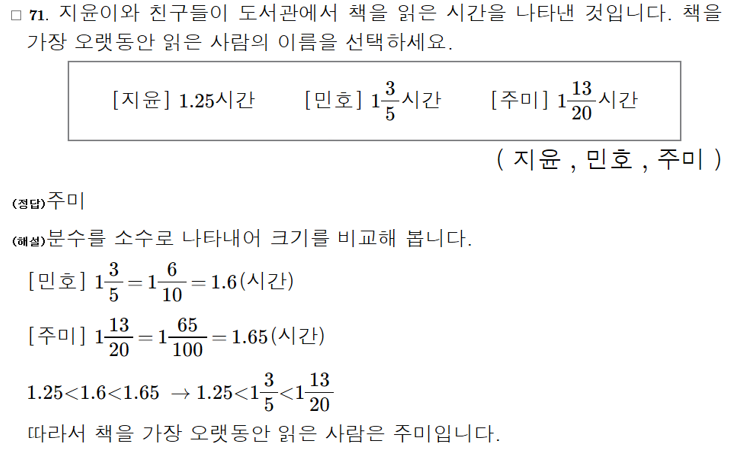 □ 71. 지윤이와 친구들이 도서관에서 책을 읽은 시간을 나타낸 것입니다. 책을
가장 오랫동안 읽은 사람의 이름을 선택하세요.
[지윤] 1.25시간 [민호] 1 3/5 시간 [주미] 1 13/20 시간
( 지윤 , 민호 , 주미 )
(정답)주미
(해설)분수를 소수로 나타내어 크기를 비교해 봅니다.
[민호] 1 3/5 = 1 6/10 = 1.6(시간)
[주미] 1 13/20 = 1 65/100 = 1.65(시간)
1.25<1.6<1.65 → 1.25<1 3/5<1 13/20
따라서 책을 가장 오랫동안 읽은 사람은 주미입니다.